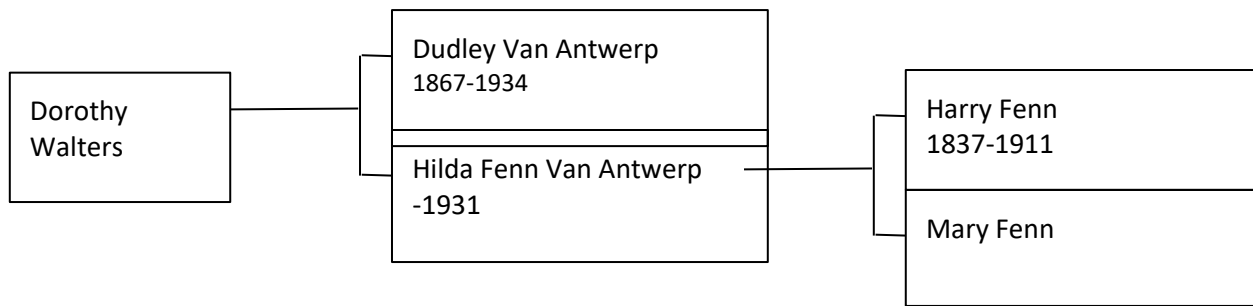 Dorothy
Walters
Dudley Van Antwerp
1867-1934
Hilda Fenn Van Antwerp
-1931
Harry Fenn
1837-1911
Mary Fenn